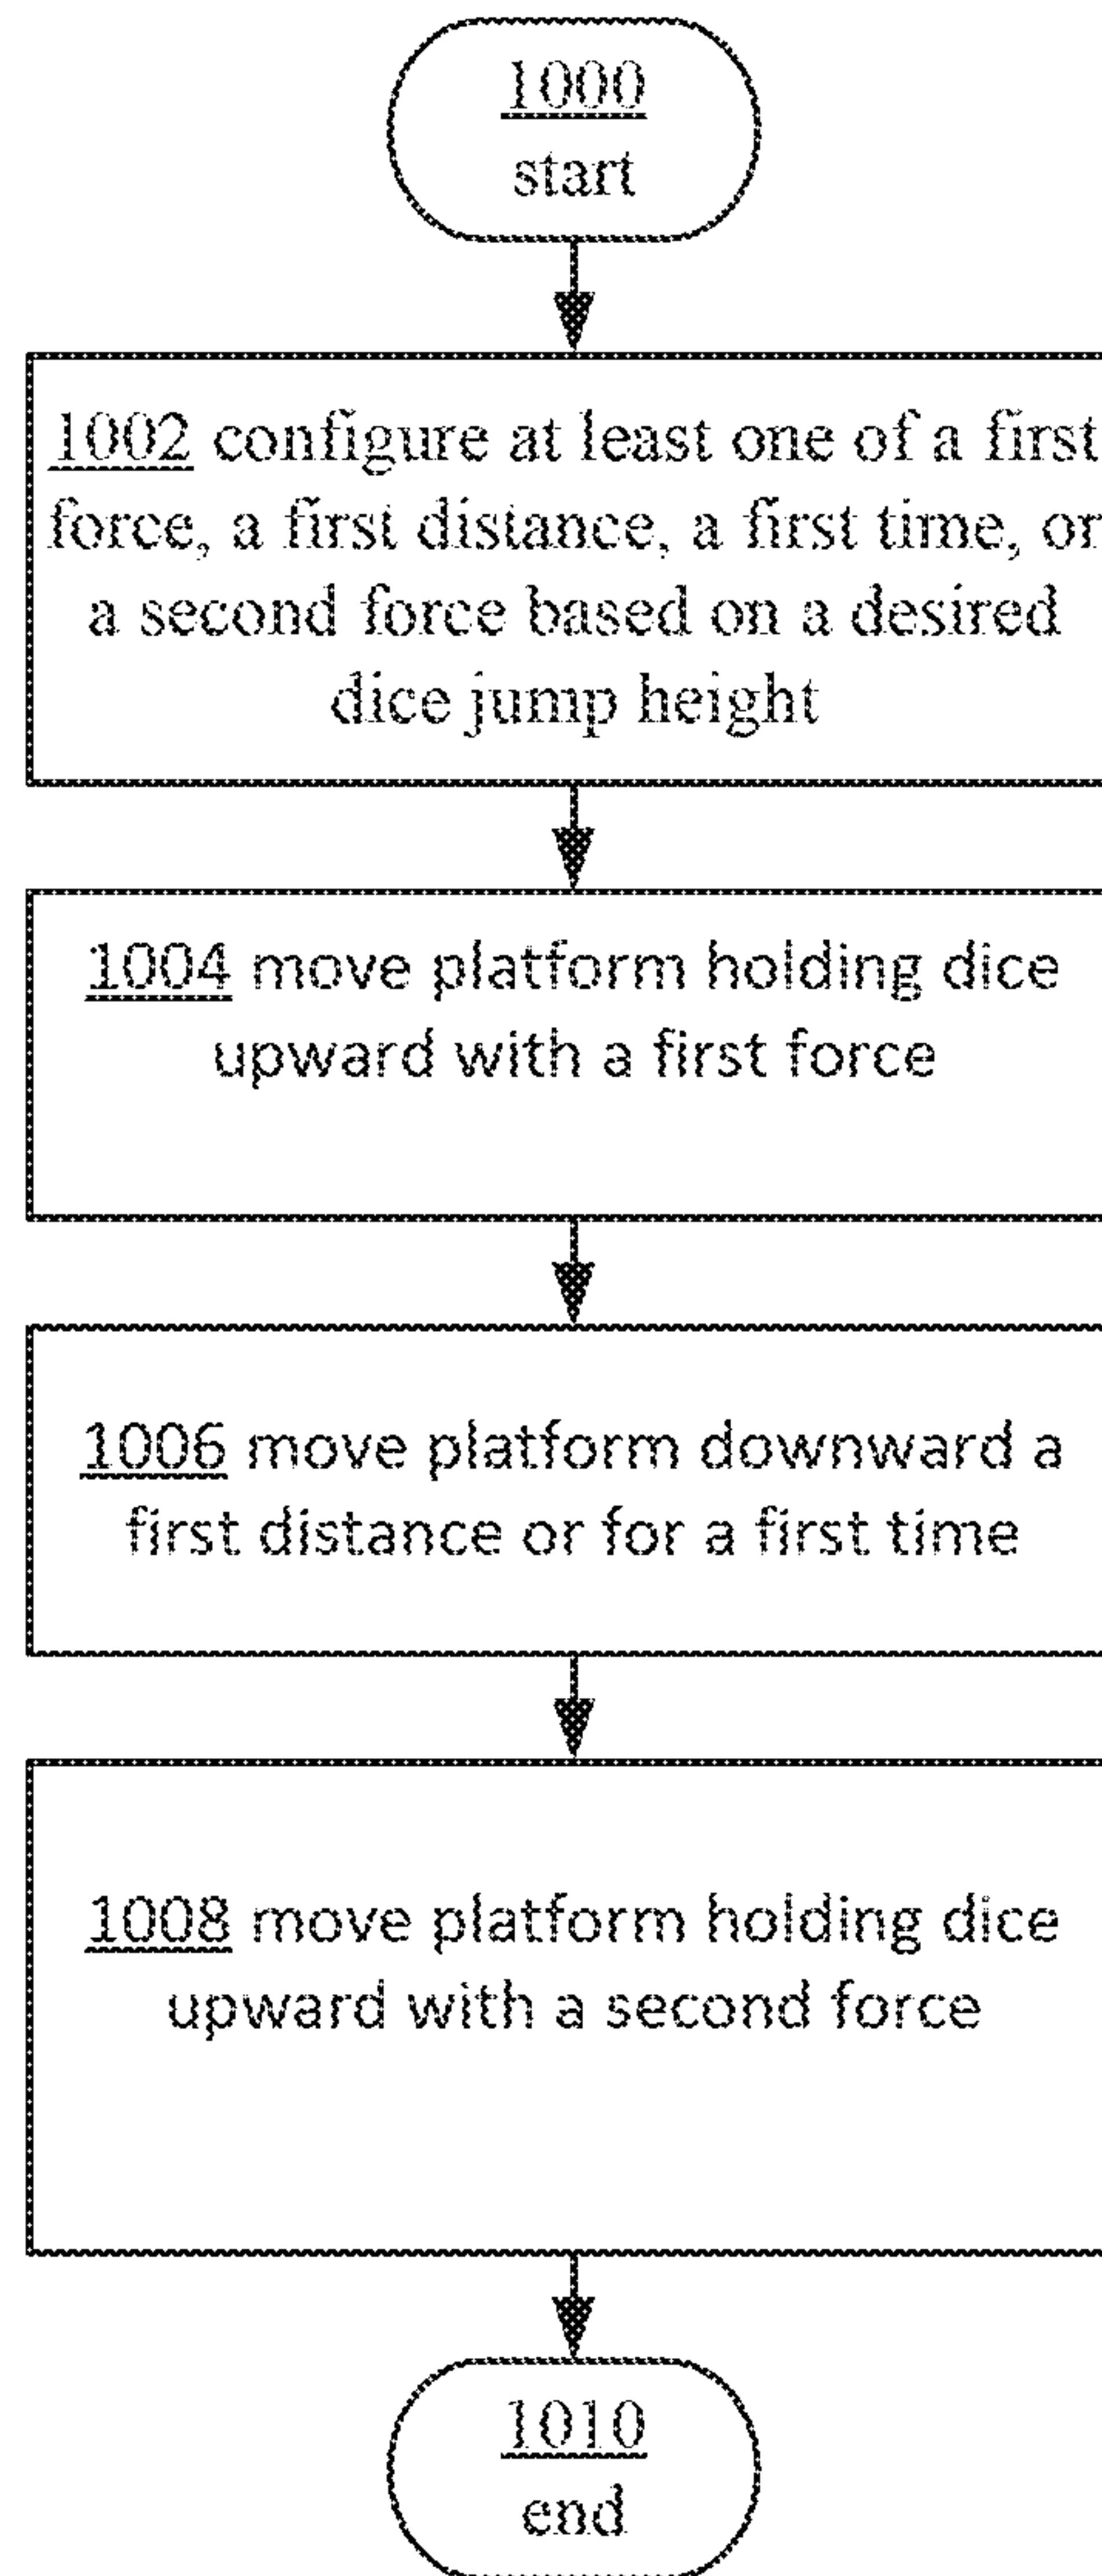 1000
start
1002 configure at least one of a first
force, a first distance, a first time, or
a second force based on a desired
dice jump height
1004 move platform holding dice
upward with a first force
1006 move platform downward a
first distance or for a first time
1008 move platform holding dice
upward with a second force
1010
end